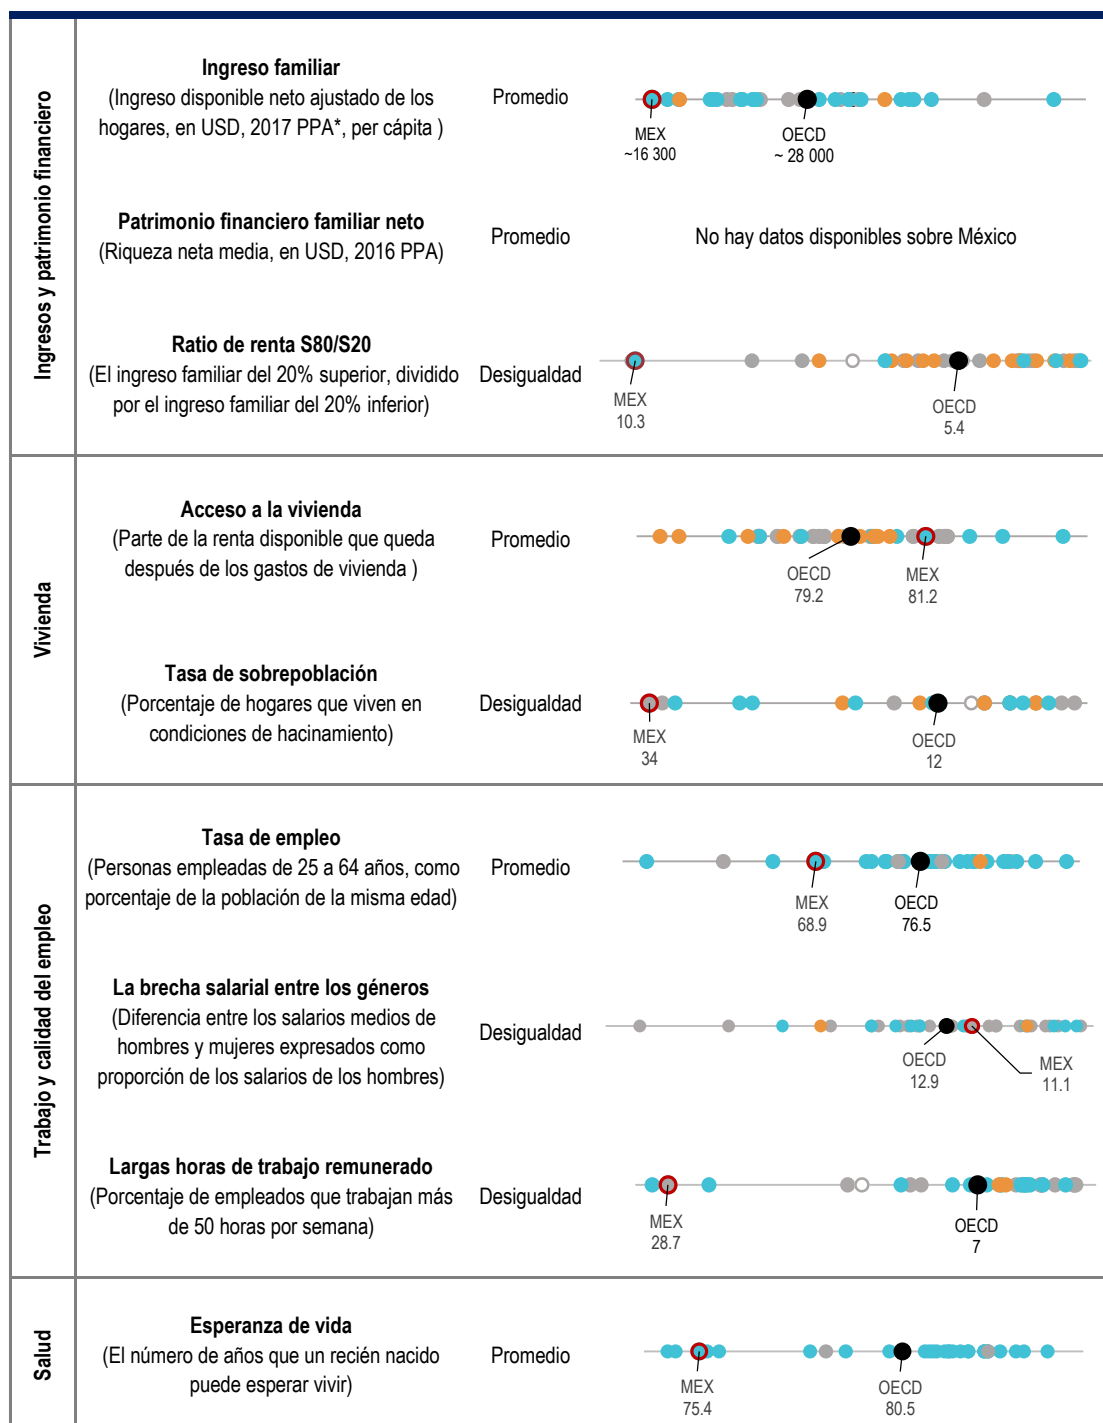 Ingresos y patrimonio financiero
Ingreso familiar
(Ingreso disponible neto ajustado de los
hogares, en USD, 2017 PPA*, per cápita )
Promedio
MEX
~16 300
OECD
~ 28 000
Patrimonio financiero familiar neto
(Riqueza neta media, en USD, 2016 PPA)
Promedio
No hay datos disponibles sobre México
Ratio de renta S80/S20
(El ingreso familiar del 20% superior, dividido
por el ingreso familiar del 20% inferior)
Desigualdad
MEX
10.3
OECD
5.4
Vivienda
Acceso a la vivienda
(Parte de la renta disponible que queda
después de los gastos de vivienda )
Promedio
OECD
79.2
MEX
81.2
Tasa de sobrepoblación
(Porcentaje de hogares que viven en
condiciones de hacinamiento)
Desigualdad
MEX
34
OECD
12
Trabajo y calidad del empleo
Tasa de empleo
(Personas empleadas de 25 a 64 años, como
porcentaje de la población de la misma edad)
Promedio
MEX
68.9
OECD
76.5
La brecha salarial entre los géneros
(Diferencia entre los salarios medios de
hombres y mujeres expresados como
proporción de los salarios de los hombres)
Desigualdad
OECD
12.9
MEX
11.1
Largas horas de trabajo remunerado
(Porcentaje de empleados que trabajan más
de 50 horas por semana)
Desigualdad
MEX
28.7
OECD
7
Salud
Esperanza de vida
(El número de años que un recién nacido
puede esperar vivir)
Promedio
MEX
75.4
OECD
80.5